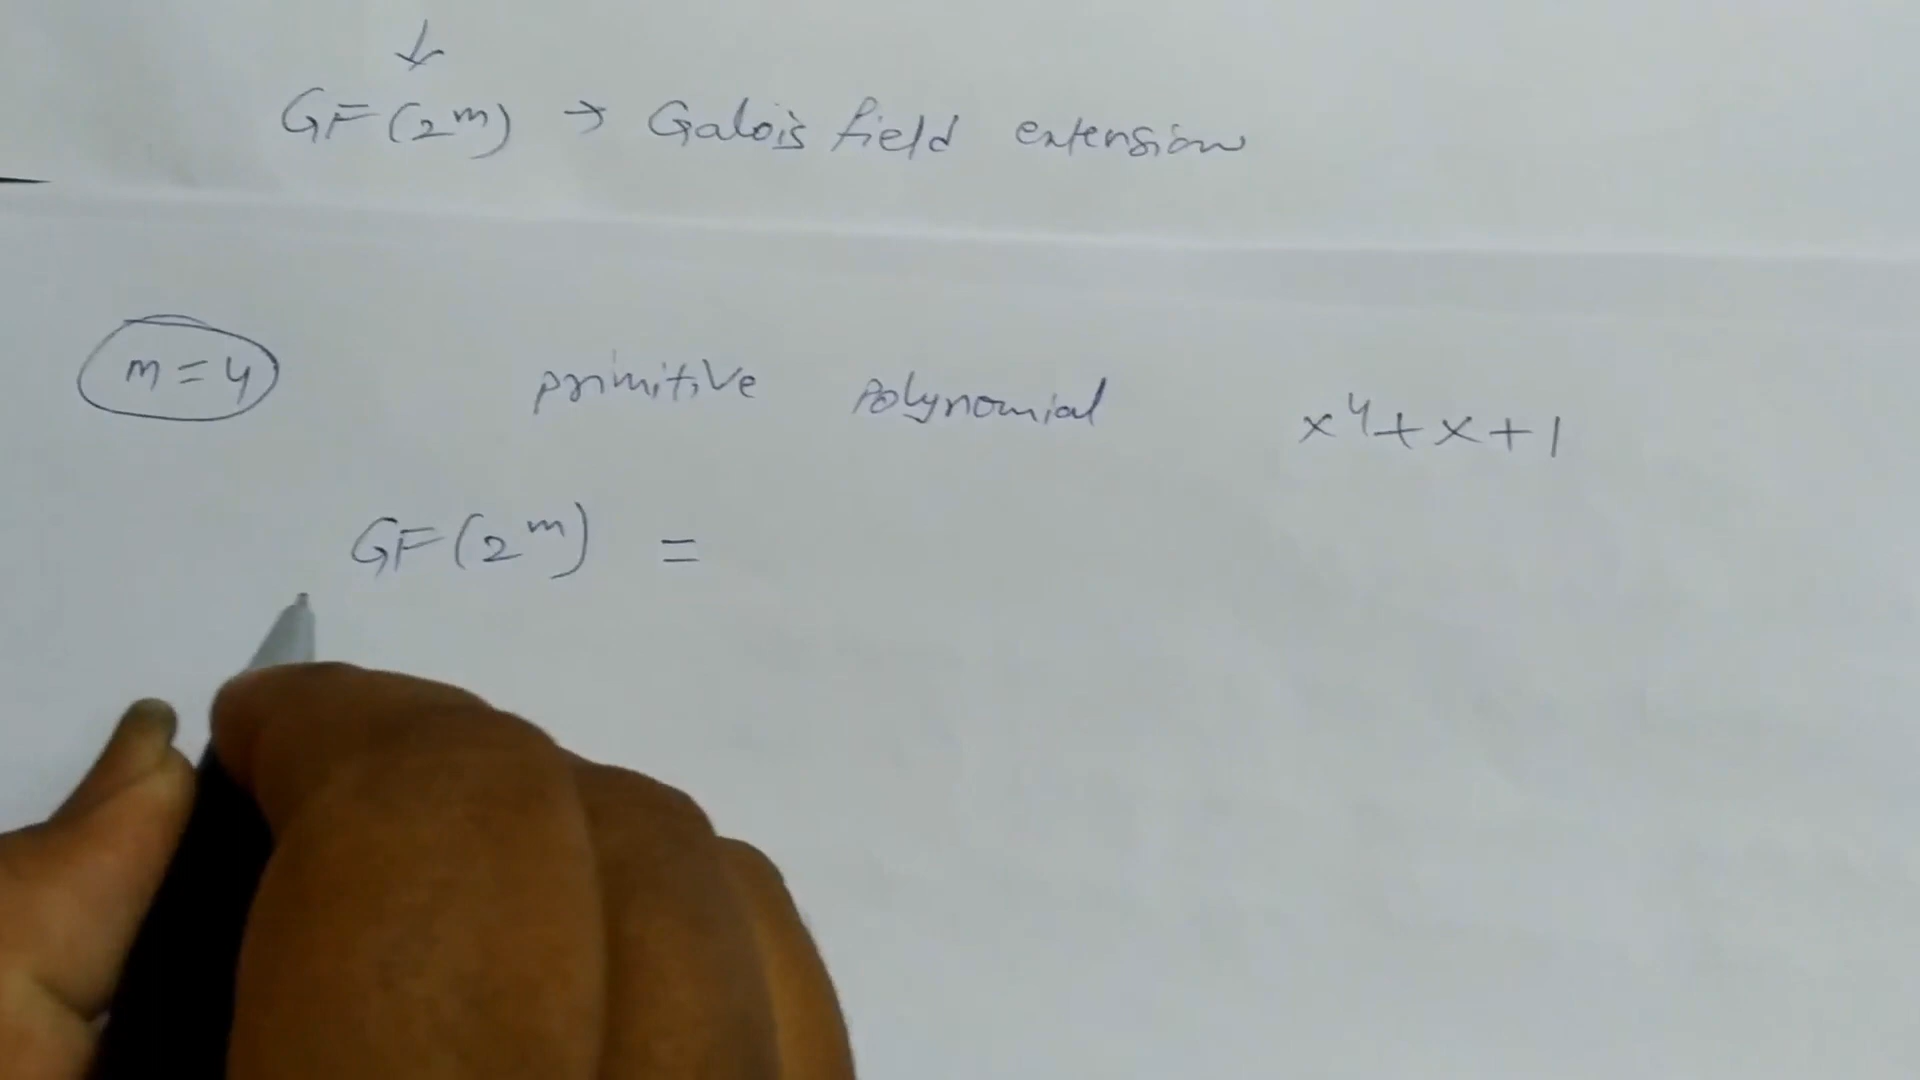 GF(2^m) → Galois field extension
m = 4 primitive polynomial x^4 + x + 1
GF(2^m) =